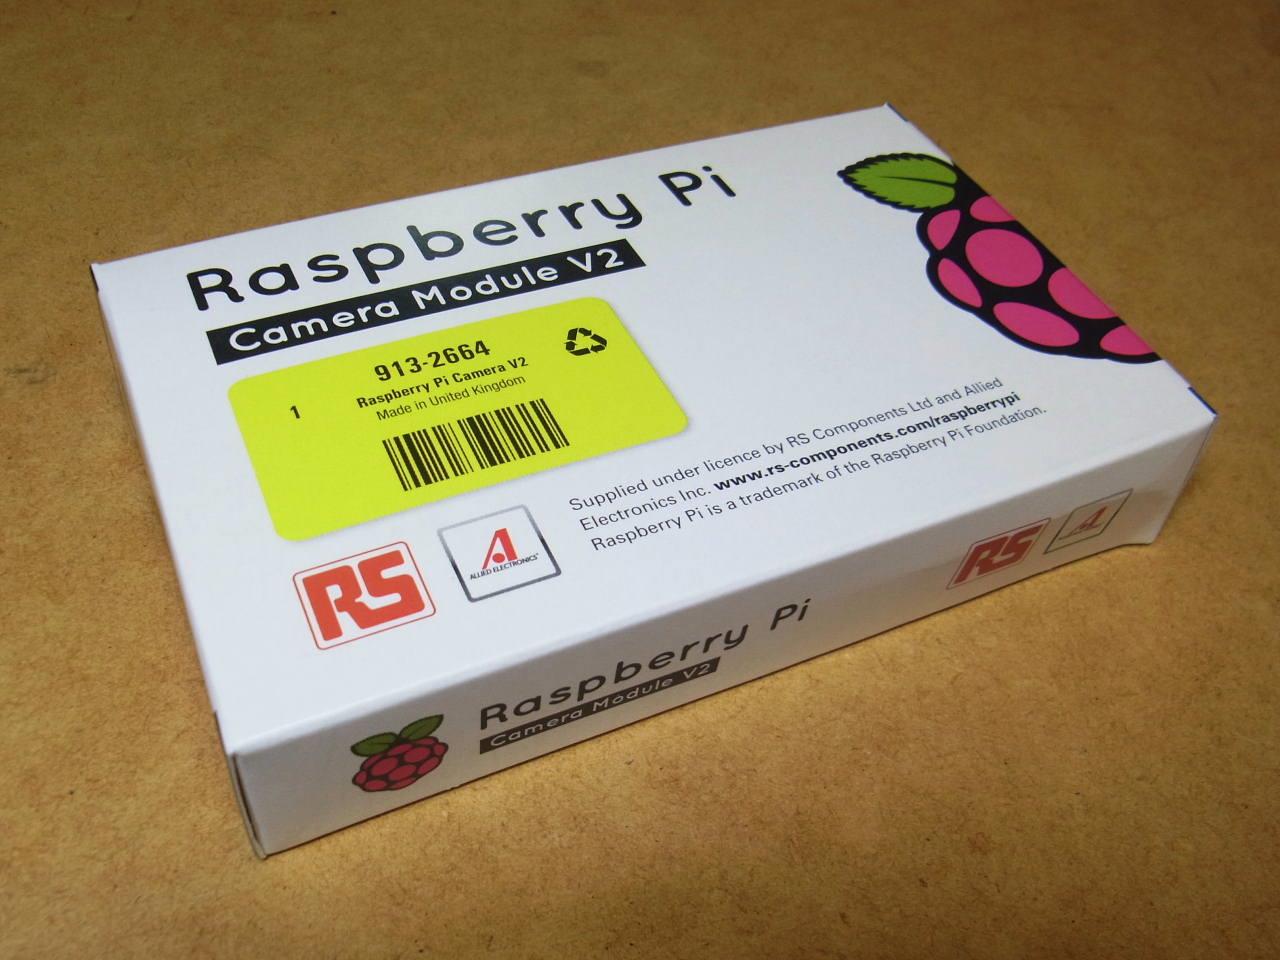 Raspberry Pi
Camera Module V2
913-2664
1
Raspberry Pi Camera V2
Made in United Kingdom
Supplied under licence by RS Components Ltd and Allied
Electronics Inc. www.rs-components.com/raspberrypi
Raspberry Pi is a trademark of the Raspberry Pi Foundation.
RS
A
ALLIED ELECTRONICS
Raspberry Pi
Camera Module V2
RS
A